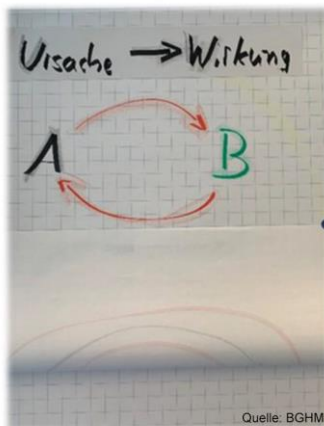 Ursache → Wirkung
A B
Quelle: BGHM